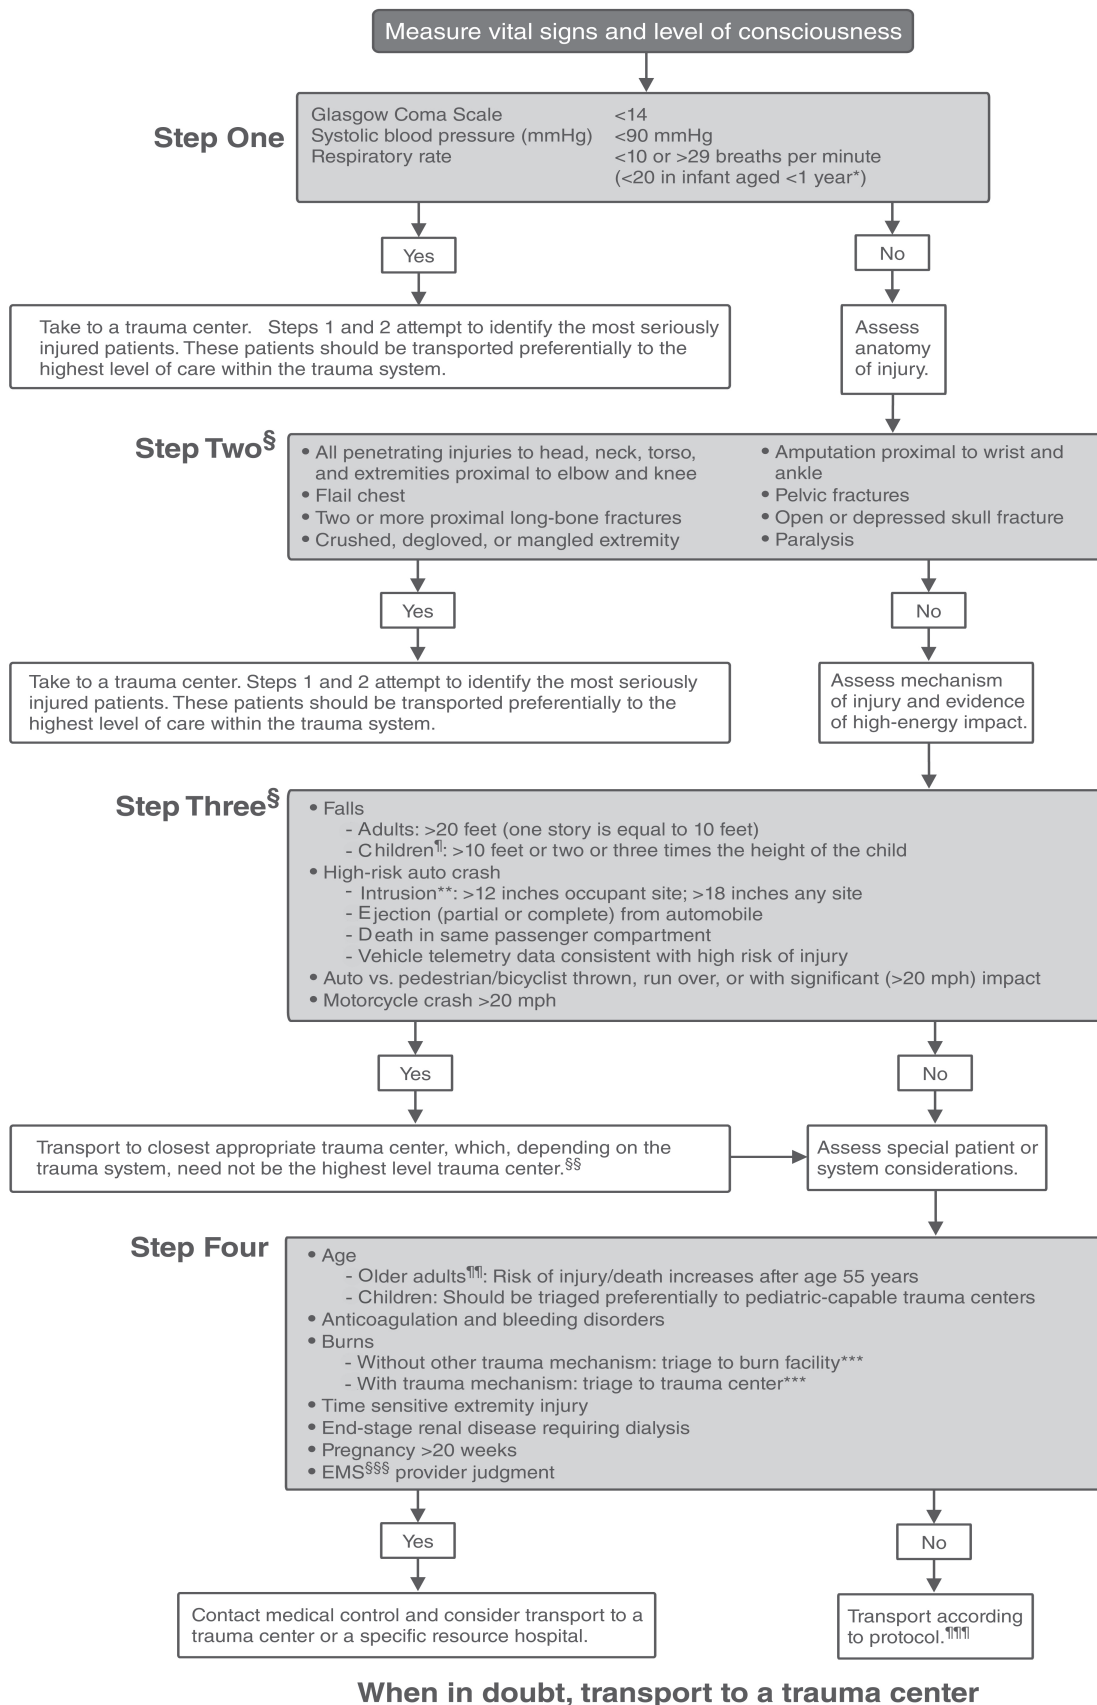 Measure vital signs and level of consciousness
Step One
Glasgow Coma Scale <14
Systolic blood pressure (mmHg) <90 mmHg
Respiratory rate <10 or >29 breaths per minute
(<20 in infant aged <1 year*)
Yes
No
Take to a trauma center. Steps 1 and 2 attempt to identify the most seriously
injured patients. These patients should be transported preferentially to the
highest level of care within the trauma system.
Assess
anatomy
of injury.
Step Two§
• All penetrating injuries to head, neck, torso,
and extremities proximal to elbow and knee
• Flail chest
• Two or more proximal long-bone fractures
• Crushed, degloved, or mangled extremity
• Amputation proximal to wrist and
ankle
• Pelvic fractures
• Open or depressed skull fracture
• Paralysis
Yes
No
Take to a trauma center. Steps 1 and 2 attempt to identify the most seriously
injured patients. These patients should be transported preferentially to the
highest level of care within the trauma system.
Assess mechanism
of injury and evidence
of high-energy impact.
Step Three§
• Falls
- Adults: >20 feet (one story is equal to 10 feet)
- Children¶: >10 feet or two or three times the height of the child
• High-risk auto crash
- Intrusion**: >12 inches occupant site; >18 inches any site
- Ejection (partial or complete) from automobile
- Death in same passenger compartment
- Vehicle telemetry data consistent with high risk of injury
• Auto vs. pedestrian/bicyclist thrown, run over, or with significant (>20 mph) impact
• Motorcycle crash >20 mph
Yes
No
Transport to closest appropriate trauma center, which, depending on the
trauma system, need not be the highest level trauma center.§§
Assess special patient or
system considerations.
Step Four
• Age
- Older adults¶¶: Risk of injury/death increases after age 55 years
- Children: Should be triaged preferentially to pediatric-capable trauma centers
• Anticoagulation and bleeding disorders
• Burns
- Without other trauma mechanism: triage to burn facility***
- With trauma mechanism: triage to trauma center***
• Time sensitive extremity injury
• End-stage renal disease requiring dialysis
• Pregnancy >20 weeks
• EMS§§§ provider judgment
Yes
No
Contact medical control and consider transport to a
trauma center or a specific resource hospital.
Transport according
to protocol.¶¶¶
When in doubt, transport to a trauma center